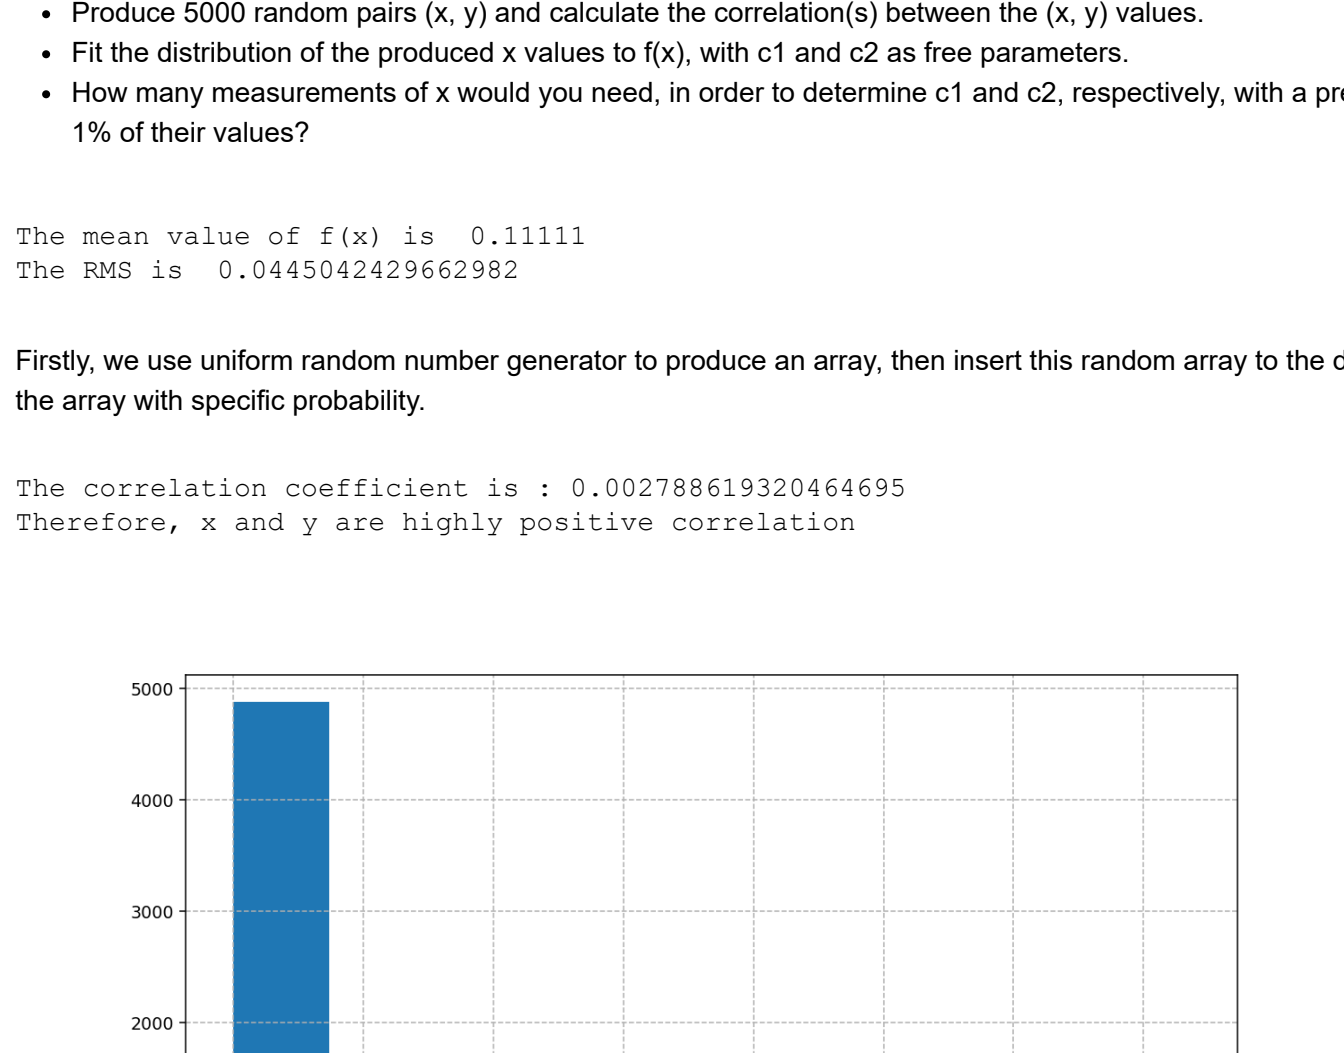 • Produce 5000 random pairs (x, y) and calculate the correlation(s) between the (x, y) values.
• Fit the distribution of the produced x values to f(x), with c1 and c2 as free parameters.
• How many measurements of x would you need, in order to determine c1 and c2, respectively, with a
1% of their values?
The mean value of f(x) is 0.11111
The RMS is 0.0445042429662982
Firstly, we use uniform random number generator to produce an array, then insert this random array to the
the array with specific probability.
The correlation coefficient is : 0.002788619320464695
Therefore, x and y are highly positive correlation
5000
4000
3000
2000